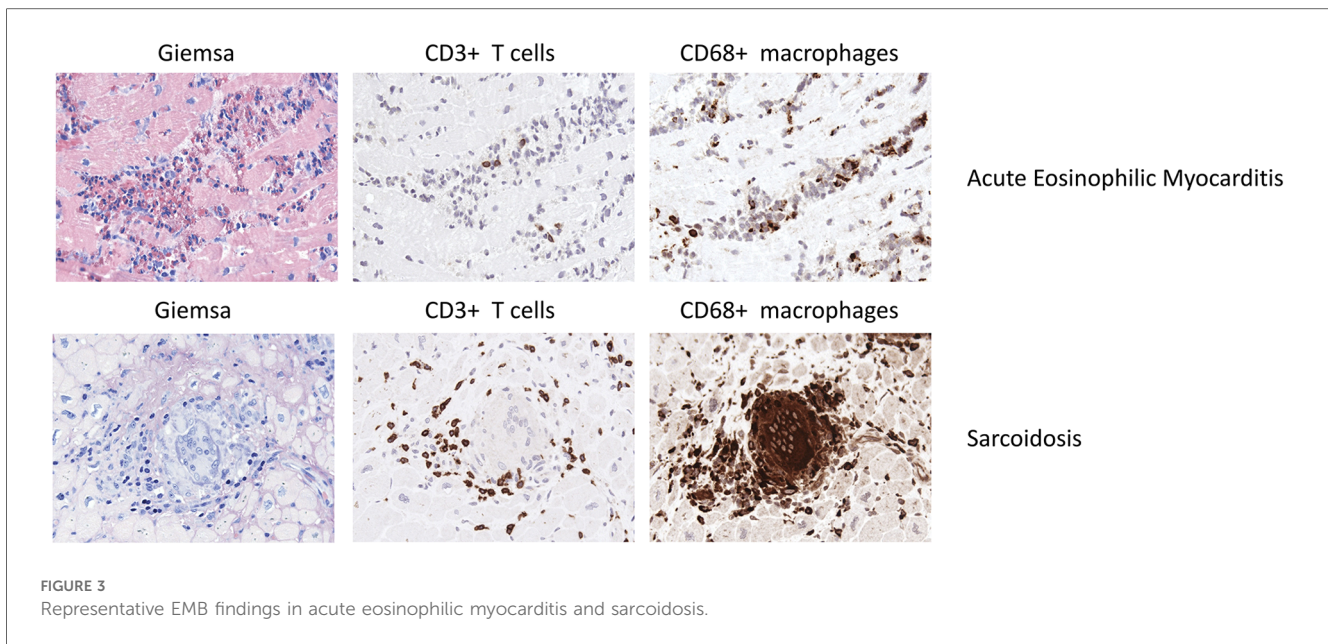 Giemsa
CD3+ T cells
CD68+ macrophages
Acute Eosinophilic Myocarditis
Giemsa
CD3+ T cells
CD68+ macrophages
Sarcoidosis
FIGURE 3
Representative EMB findings in acute eosinophilic myocarditis and sarcoidosis.